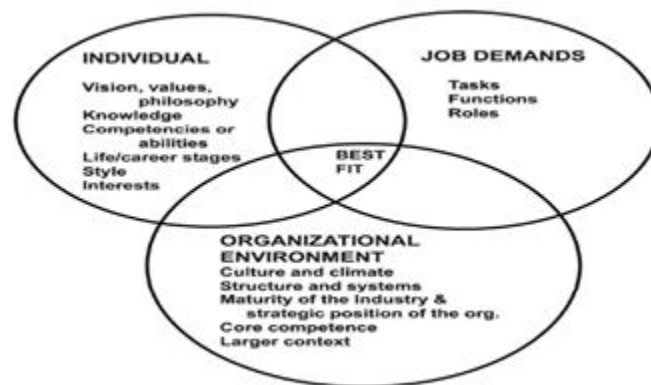 INDIVIDUAL
Vision, values,
philosophy
Knowledge
Competencies or
abilities
Life/career stages
Style
Interests
JOB DEMANDS
Tasks
Functions
Roles
BEST
FIT
ORGANIZATIONAL
ENVIRONMENT
Culture and climate
Structure and systems
Maturity of the Industry &
strategic position of the org.
Core competence
Larger context